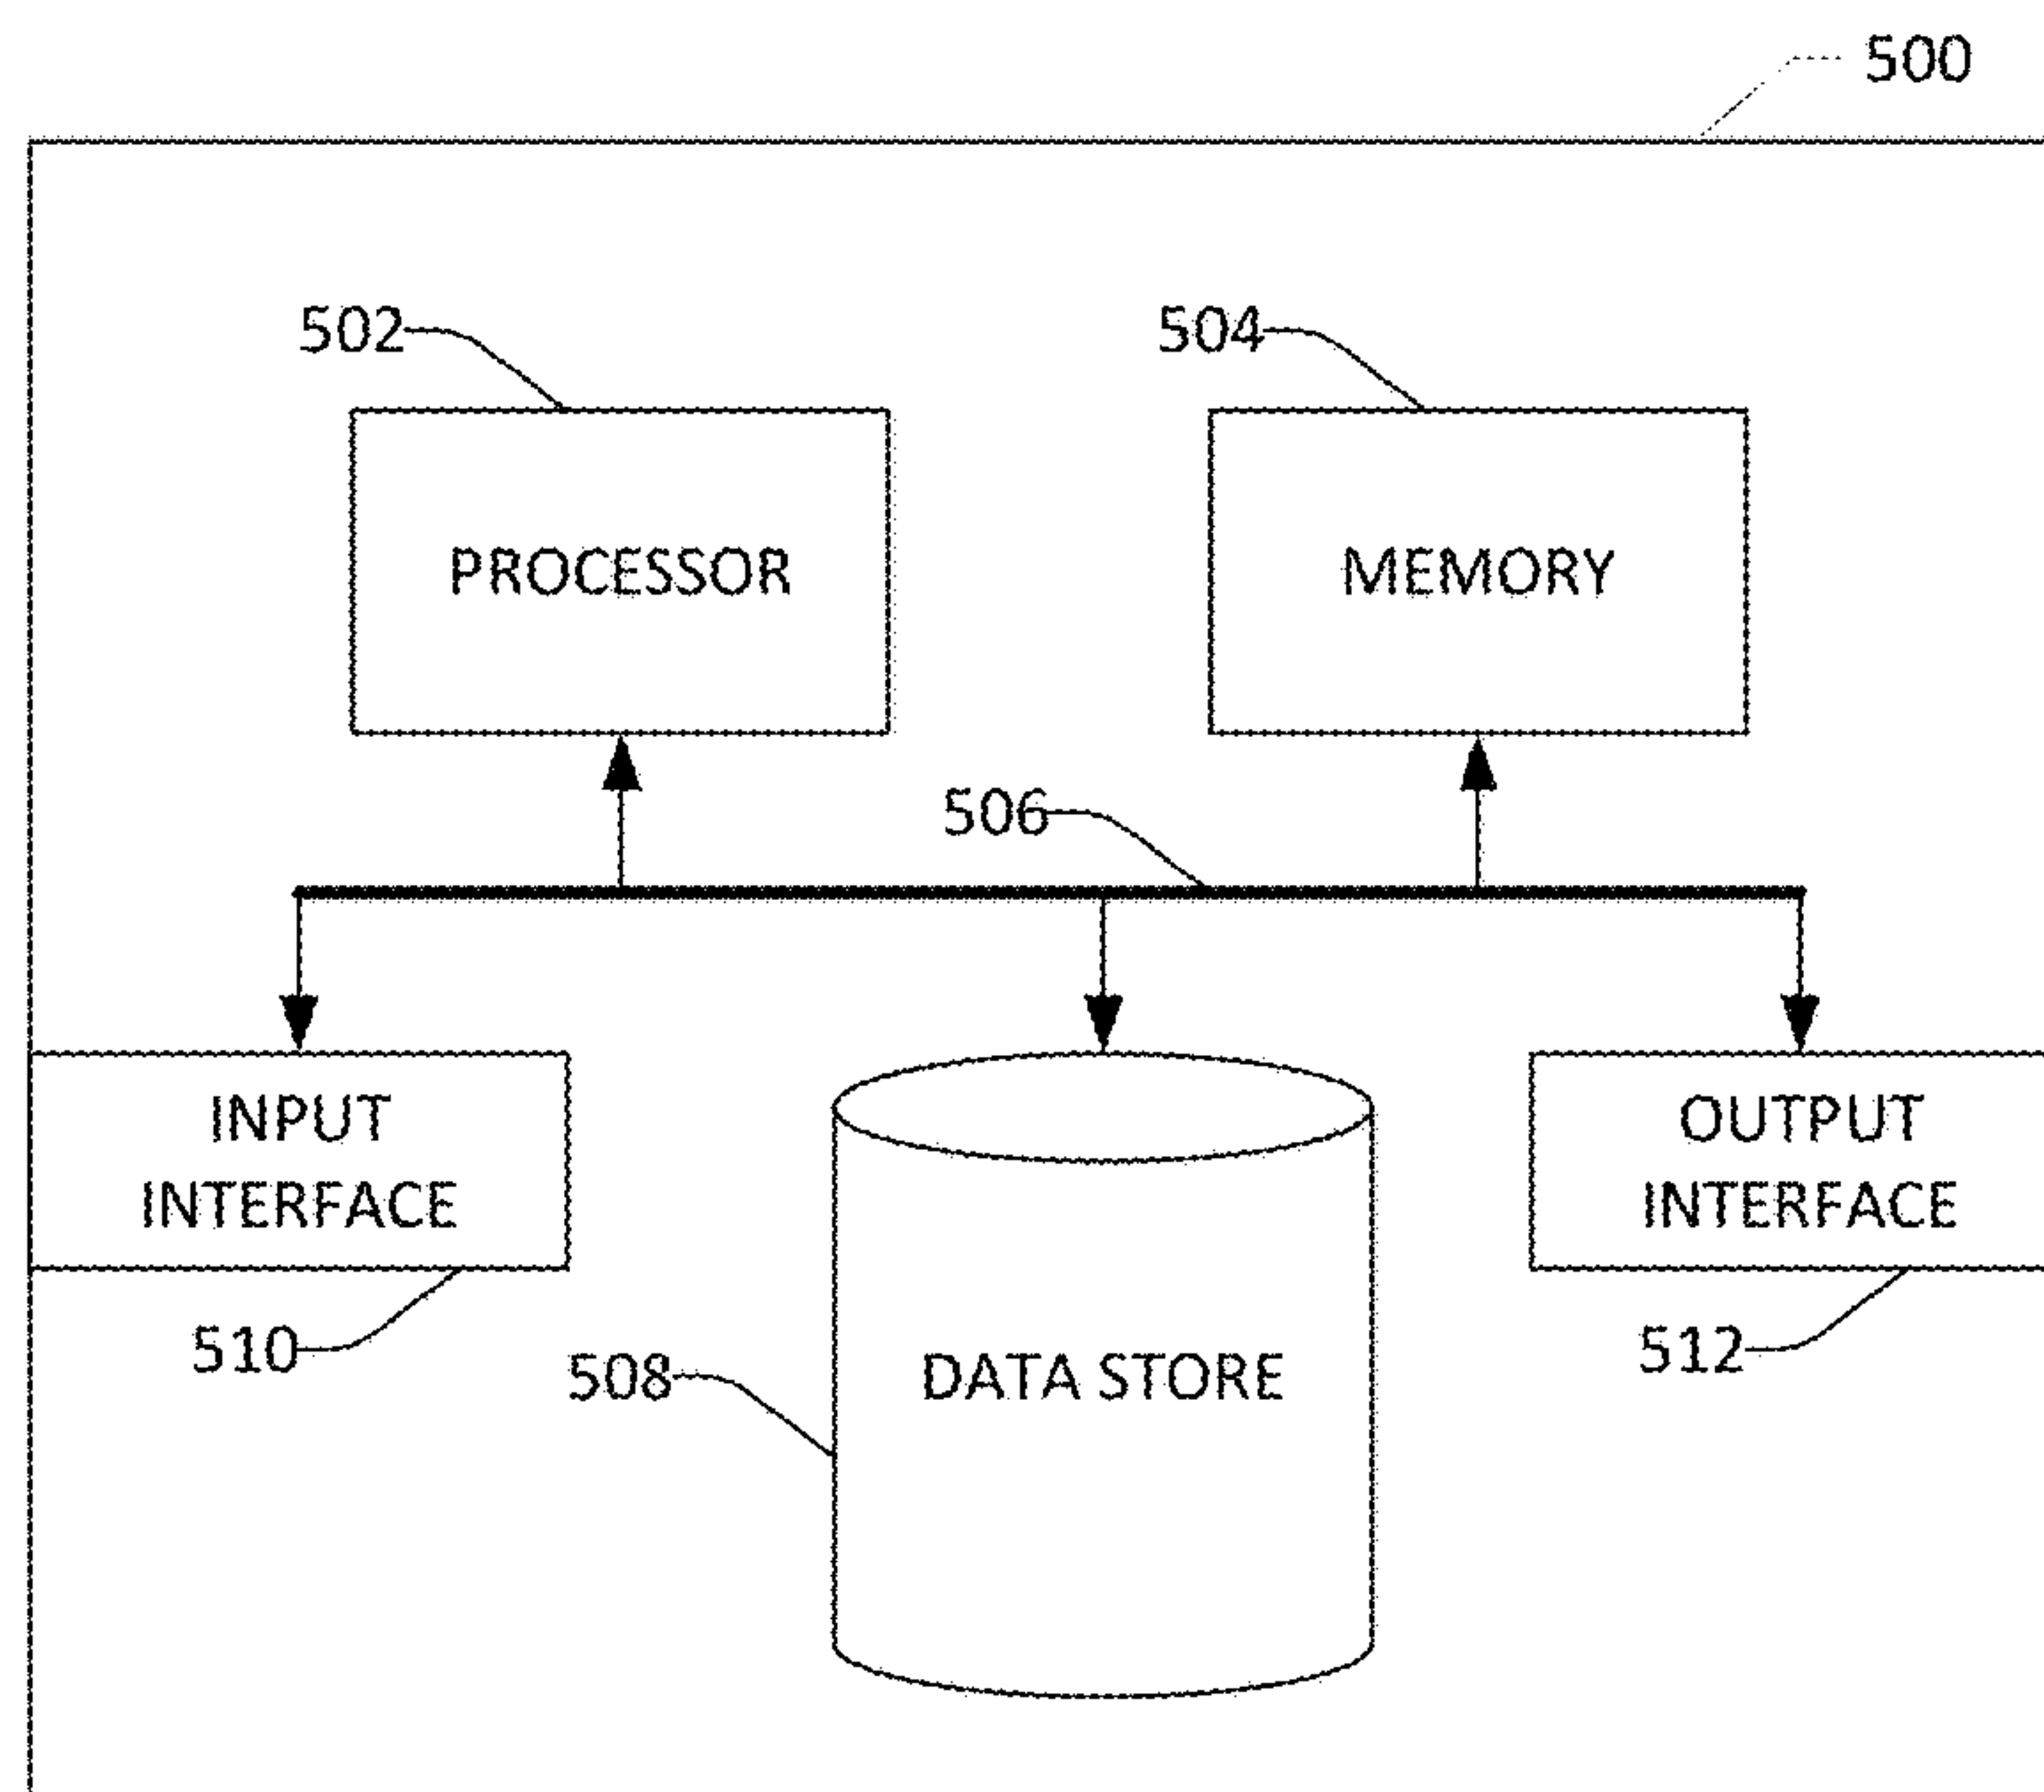 500
502
504
PROCESSOR
MEMORY
506
INPUT
INTERFACE
OUTPUT
INTERFACE
510
508
DATA STORE
512